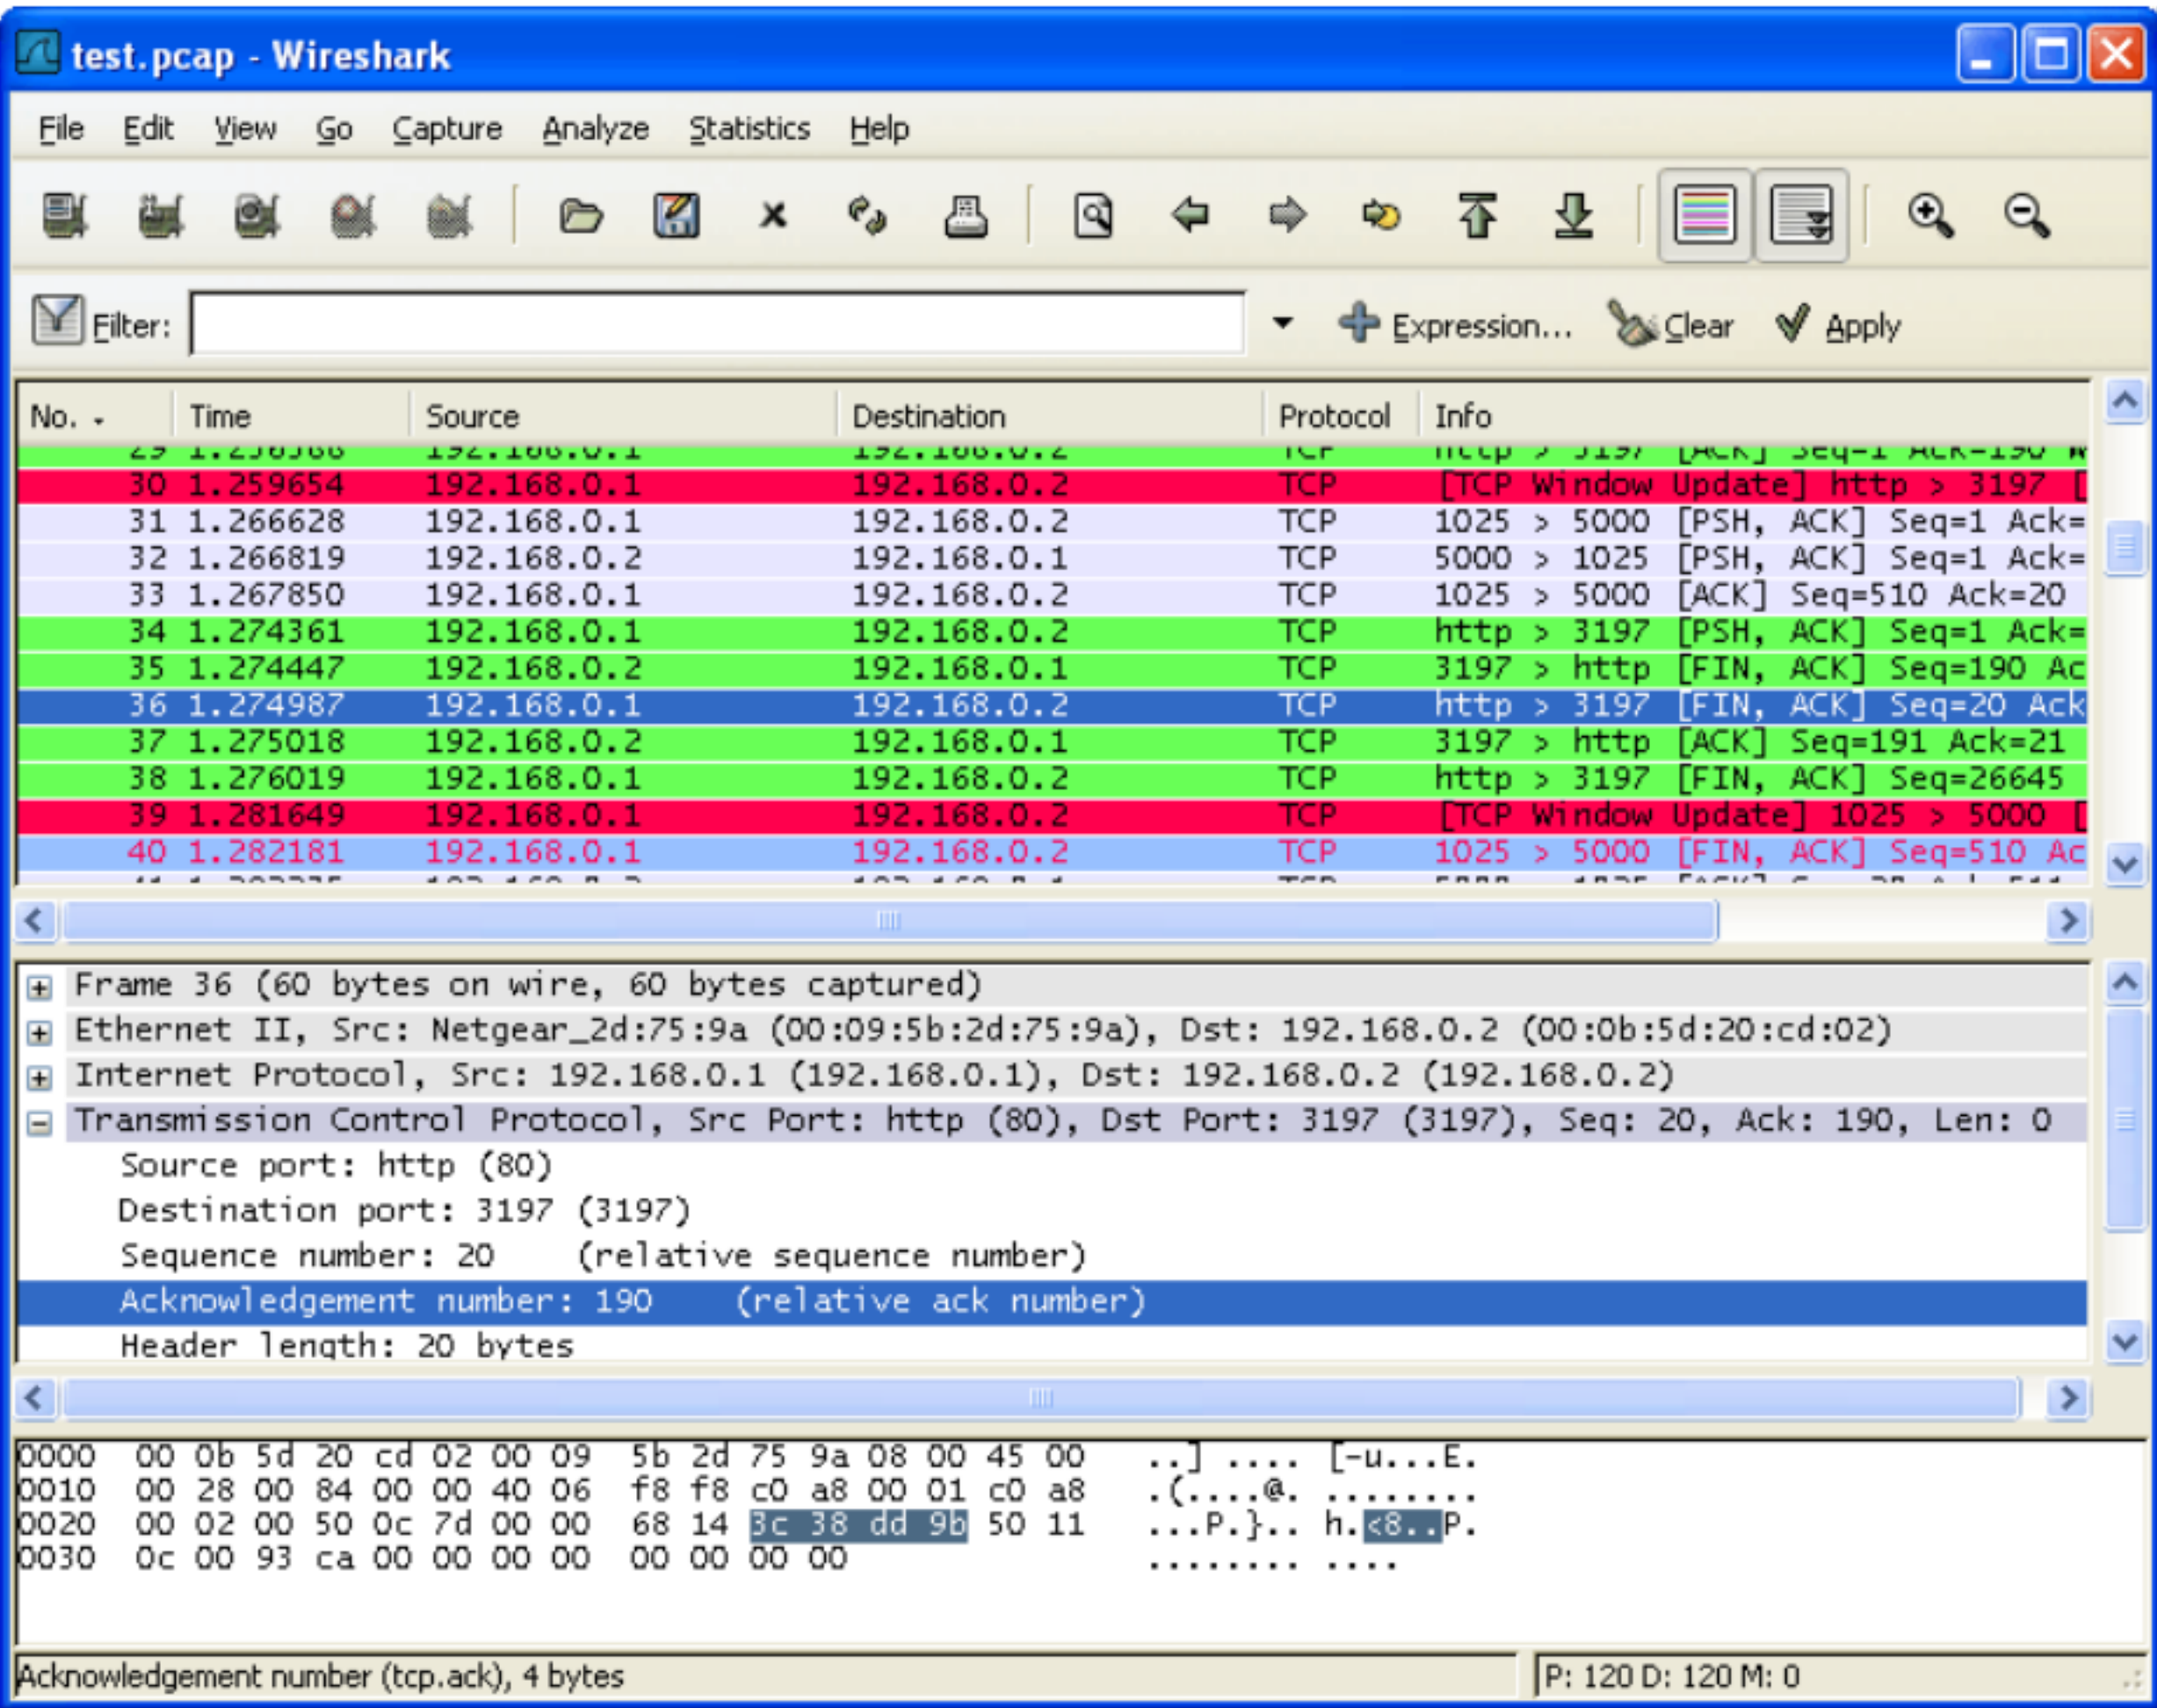 test.pcap - Wireshark
File Edit View Go Capture Analyze Statistics Help
Filter: Expression... Clear Apply
No. Time Source Destination Protocol Info
29 192.168.0.1 192.168.0.2 TCP http > 3197 [ACK] Seq=1 Ack=190 W
30 1.259654 192.168.0.1 192.168.0.2 TCP [TCP Window Update] http > 3197 [
31 1.266628 192.168.0.1 192.168.0.2 TCP 1025 > 5000 [PSH, ACK] Seq=1 Ack=
32 1.266819 192.168.0.2 192.168.0.1 TCP 5000 > 1025 [PSH, ACK] Seq=1 Ack=
33 1.267850 192.168.0.1 192.168.0.2 TCP 1025 > 5000 [ACK] Seq=510 Ack=20
34 1.274361 192.168.0.1 192.168.0.2 TCP http > 3197 [PSH, ACK] Seq=1 Ack=
35 1.274447 192.168.0.2 192.168.0.1 TCP 3197 > http [FIN, ACK] Seq=190 Ac
36 1.274987 192.168.0.1 192.168.0.2 TCP http > 3197 [FIN, ACK] Seq=20 Ack
37 1.275018 192.168.0.2 192.168.0.1 TCP 3197 > http [ACK] Seq=191 Ack=21
38 1.276019 192.168.0.1 192.168.0.2 TCP http > 3197 [FIN, ACK] Seq=26645
39 1.281649 192.168.0.1 192.168.0.2 TCP [TCP Window Update] 1025 > 5000 [
40 1.282181 192.168.0.1 192.168.0.2 TCP 1025 > 5000 [FIN, ACK] Seq=510 Ac
Frame 36 (60 bytes on wire, 60 bytes captured)
Ethernet II, Src: Netgear_2d:75:9a (00:09:5b:2d:75:9a), Dst: 192.168.0.2 (00:0b:5d:20:cd:02)
Internet Protocol, Src: 192.168.0.1 (192.168.0.1), Dst: 192.168.0.2 (192.168.0.2)
Transmission Control Protocol, Src Port: http (80), Dst Port: 3197 (3197), Seq: 20, Ack: 190, Len: 0
Source port: http (80)
Destination port: 3197 (3197)
Sequence number: 20 (relative sequence number)
Acknowledgement number: 190 (relative ack number)
Header length: 20 bytes
0000 00 0b 5d 20 cd 02 00 09 5b 2d 75 9a 08 00 45 00 ..] .... [-u...E.
0010 00 28 00 84 00 00 40 06 f8 f8 c0 a8 00 01 c0 a8 .(....@. ........
0020 00 02 00 50 0c 7d 00 00 68 14 3c 38 dd 9b 50 11 ...P.}.. h.<8..P.
0030 0c 00 93 ca 00 00 00 00 00 00 00 00 ........ ....
Acknowledgement number (tcp.ack), 4 bytes P: 120 D: 120 M: 0